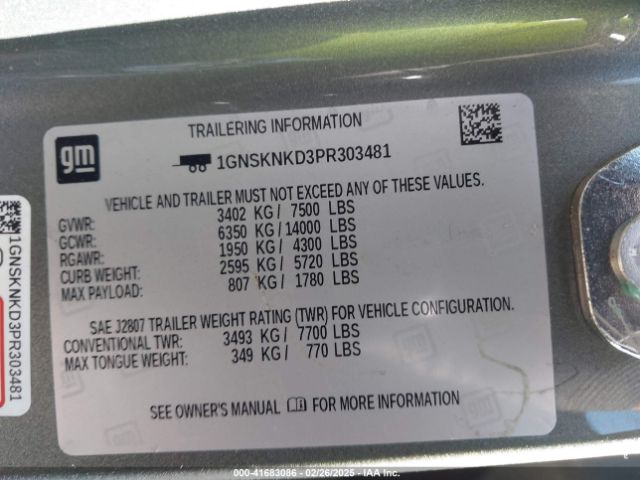 gm
TRAILERING INFORMATION
1GNSKNKD3PR303481
VEHICLE AND TRAILER MUST NOT EXCEED ANY OF THESE VALUES.
GVWR: 3402 KG / 7500 LBS
GCWR: 6350 KG / 14000 LBS
RGAWR: 1950 KG / 4300 LBS
CURB WEIGHT: 2595 KG / 5720 LBS
MAX PAYLOAD: 807 KG / 1780 LBS
SAE J2807 TRAILER WEIGHT RATING (TWR) FOR VEHICLE CONFIGURATION.
CONVENTIONAL TWR: 3493 KG / 7700 LBS
MAX TONGUE WEIGHT: 349 KG / 770 LBS
SEE OWNER'S MANUAL FOR MORE INFORMATION
1GNSKNKD3PR303481
000-41683086 - 02/26/2025 - IAA Inc.